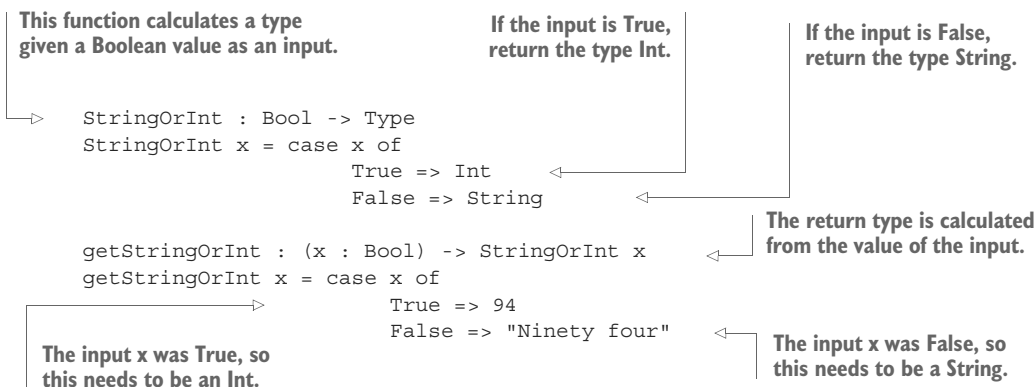 This function calculates a type
given a Boolean value as an input.
If the input is True,
return the type Int.
If the input is False,
return the type String.
StringOrInt : Bool -> Type
StringOrInt x = case x of
True => Int
False => String
The return type is calculated
from the value of the input.
getStringOrInt : (x : Bool) -> StringOrInt x
getStringOrInt x = case x of
True => 94
False => "Ninety four"
The input x was True, so
this needs to be an Int.
The input x was False, so
this needs to be a String.